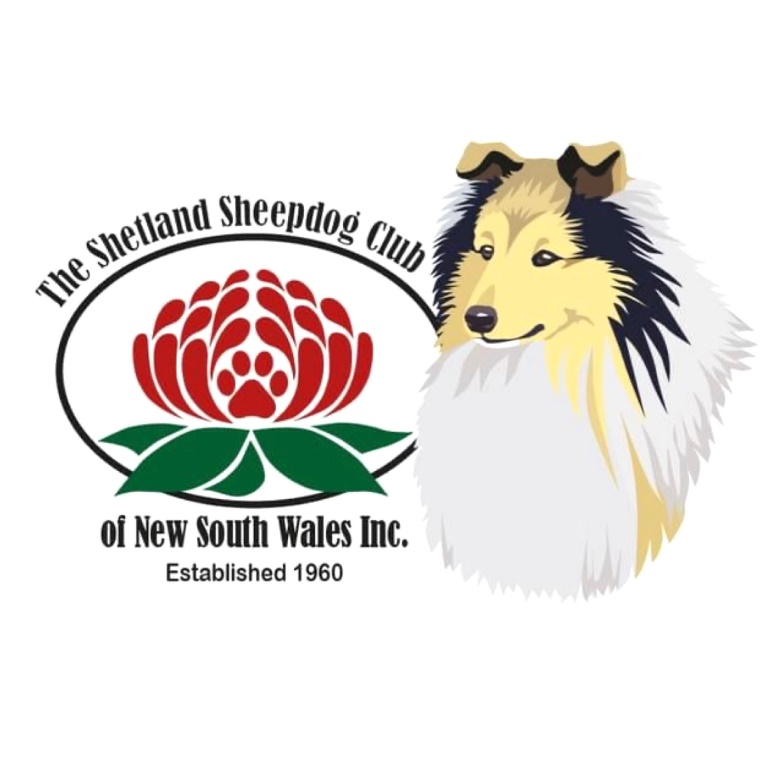 The Shetland Sheepdog Club
of New South Wales Inc.
Established 1960